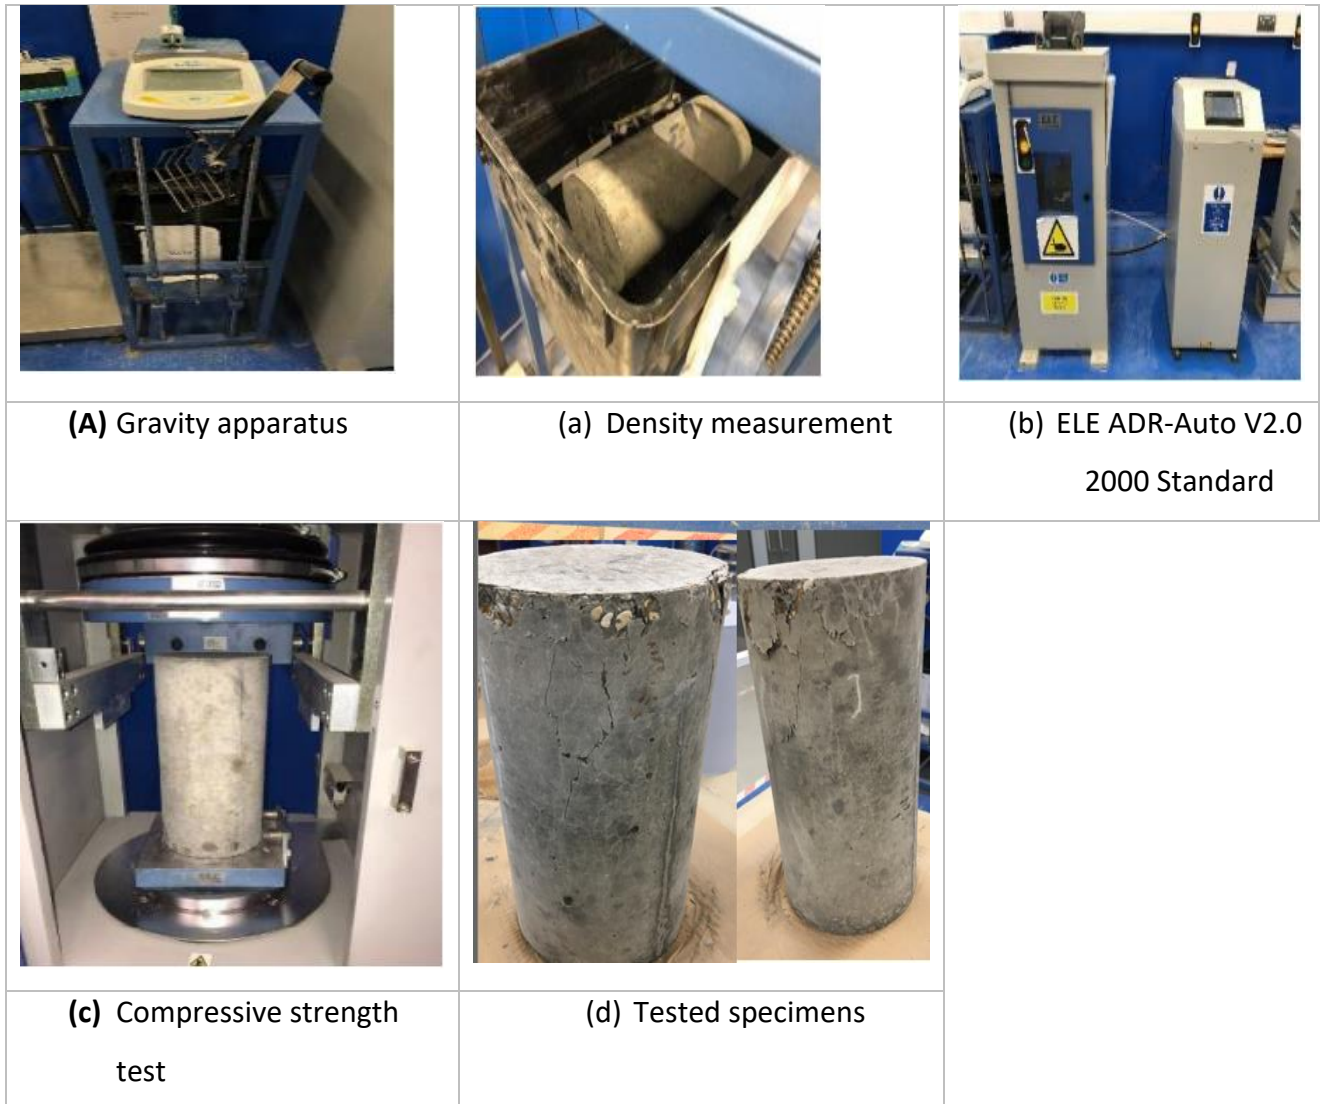 (A) Gravity apparatus
(a) Density measurement
(b) ELE ADR-Auto V2.0
2000 Standard
(c) Compressive strength
test
(d) Tested specimens